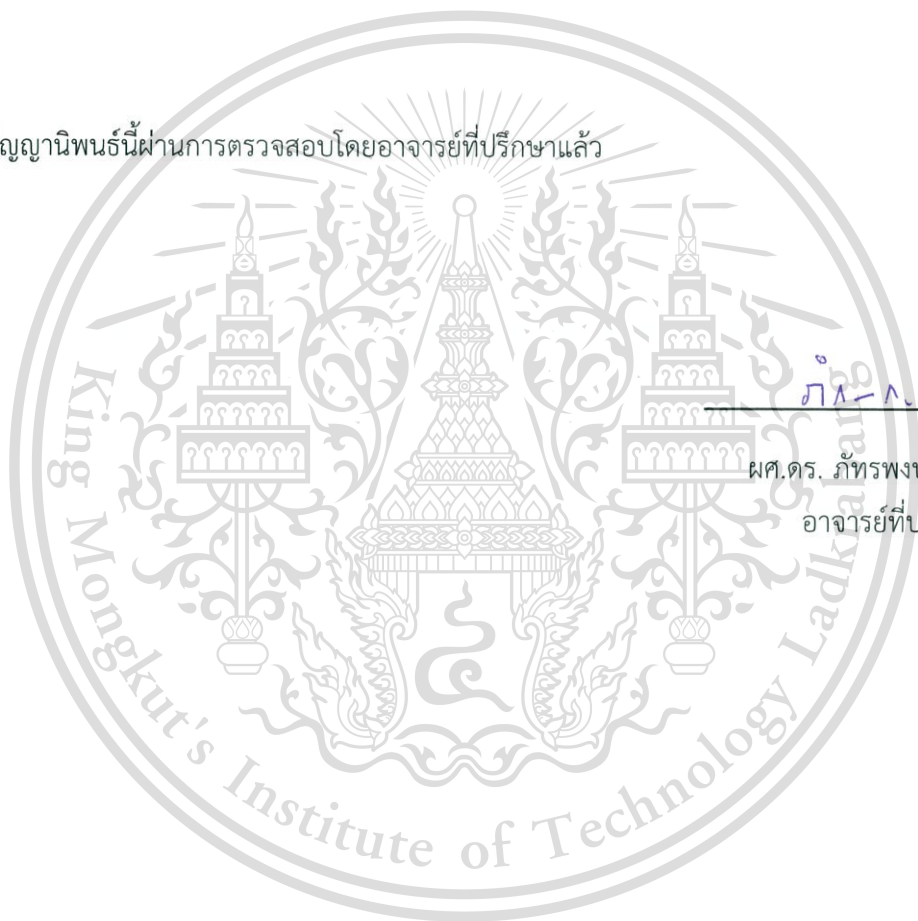 ญญานิพนธ์นี้ผ่านการตรวจสอบโดยอาจารย์ที่ปรึกษาแล้ว
ผศ.ดร. ภัทรพงษ
อาจารย์ที่ป
King Mongkut's Institute of Technology Ladkrabang